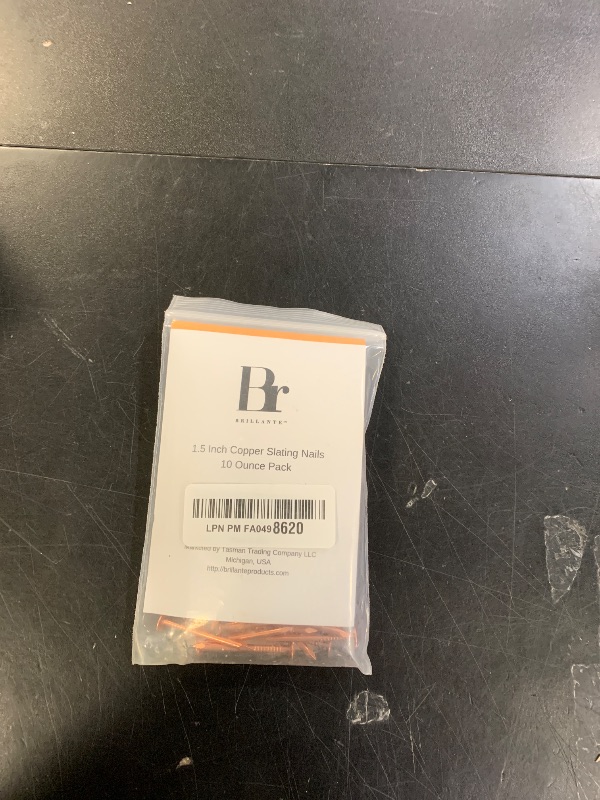 Br
BRILLANTE™
1.5 Inch Copper Slating Nails
10 Ounce Pack
LPN PM FA0498620
by Tasman Trading Company LLC
Michigan, USA
http://brillanteproducts.com